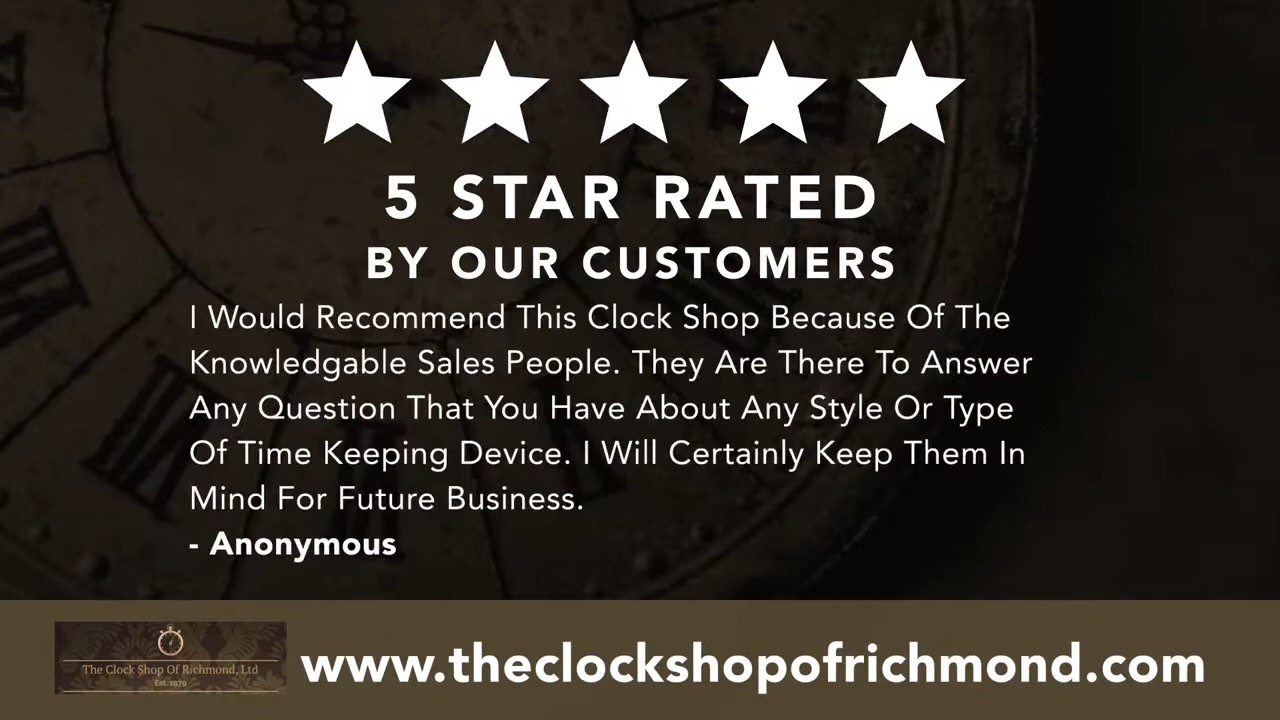 5 STAR RATED
BY OUR CUSTOMERS
I Would Recommend This Clock Shop Because Of The
Knowledgable Sales People. They Are There To Answer
Any Question That You Have About Any Style Or Type
Of Time Keeping Device. I Will Certainly Keep Them In
Mind For Future Business.
- Anonymous
The Clock Shop Of Richmond, Ltd
Est. 1979
www.theclockshopofrichmond.com